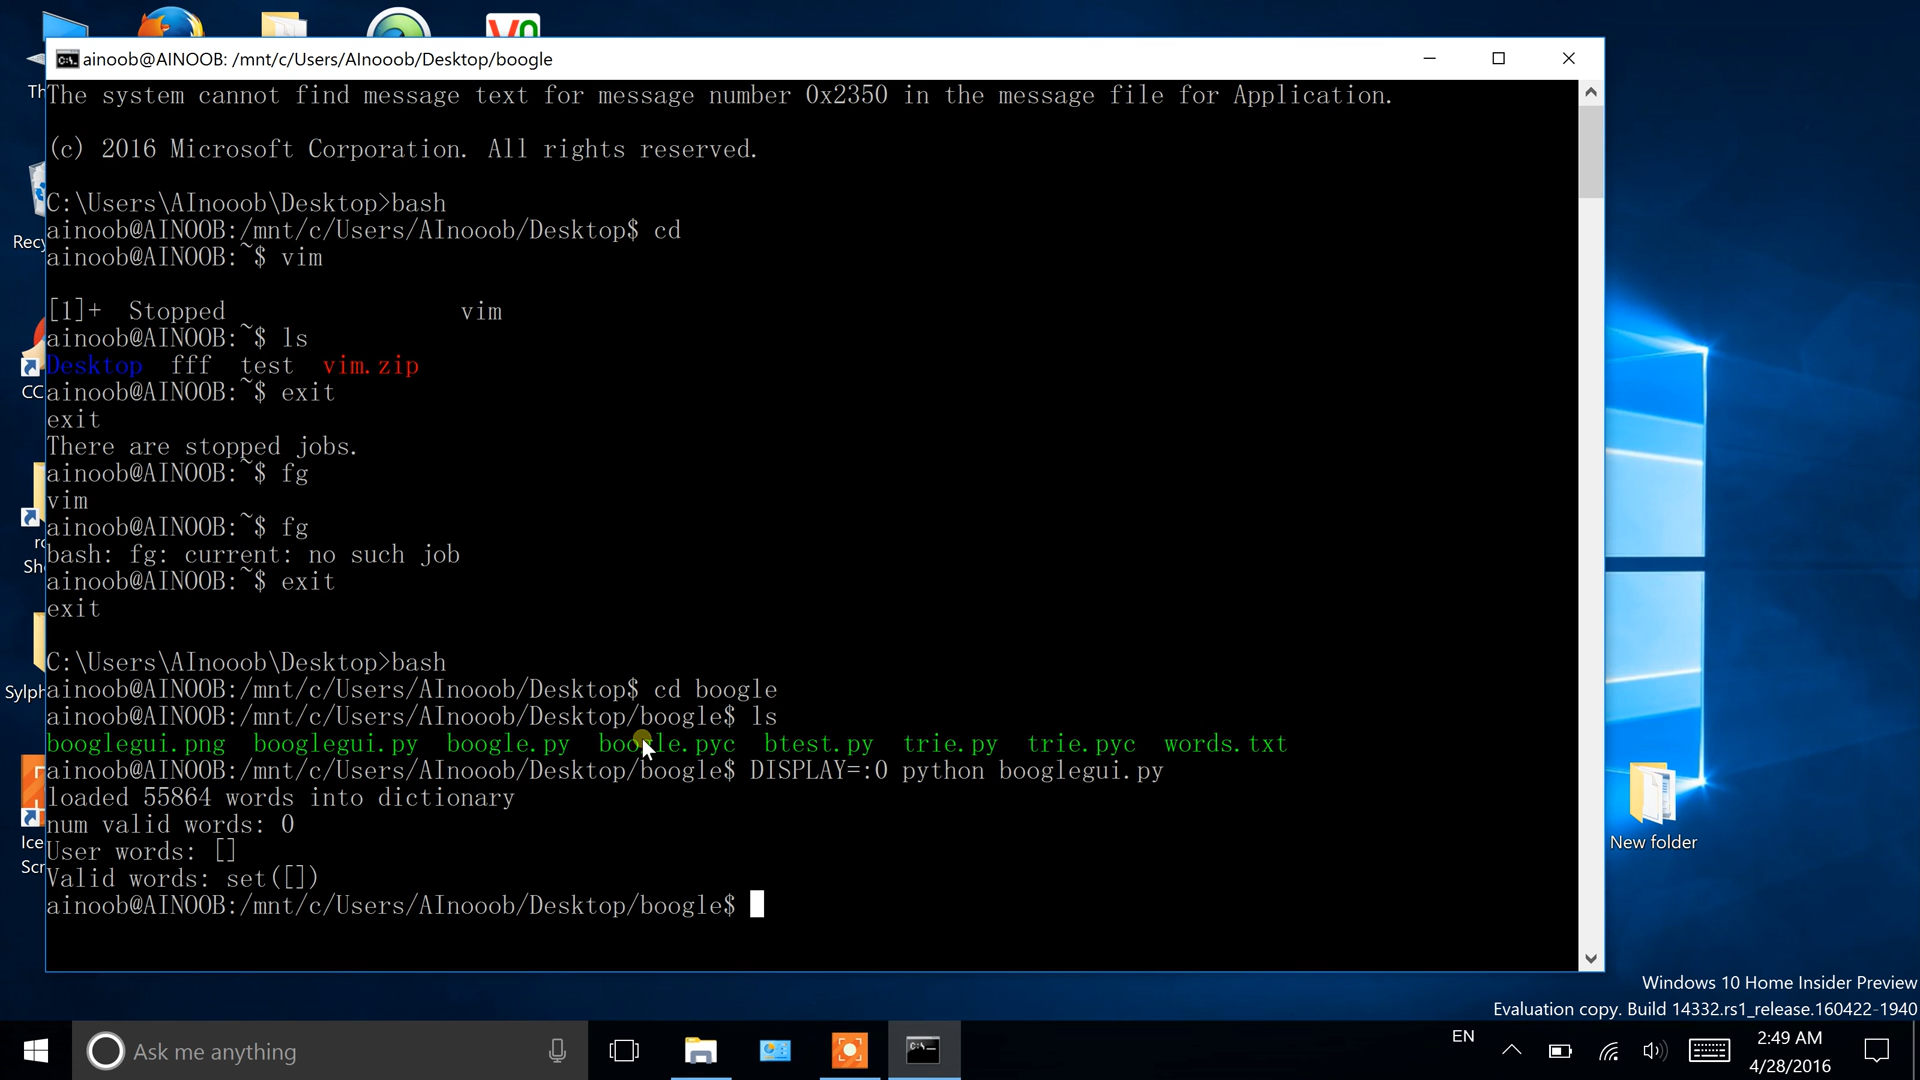 ainoob@AINOOB: /mnt/c/Users/AInooob/Desktop/boogle
The system cannot find message text for message number 0x2350 in the message file for Application.
(c) 2016 Microsoft Corporation. All rights reserved.
C:\Users\AInooob\Desktop>bash
ainoob@AINOOB:/mnt/c/Users/AInooob/Desktop$ cd
ainoob@AINOOB:~$ vim
[1]+  Stopped                 vim
ainoob@AINOOB:~$ ls
Desktop  fff  test  vim.zip
ainoob@AINOOB:~$ exit
exit
There are stopped jobs.
ainoob@AINOOB:~$ fg
vim
ainoob@AINOOB:~$ fg
bash: fg: current: no such job
ainoob@AINOOB:~$ exit
exit
C:\Users\AInooob\Desktop>bash
ainoob@AINOOB:/mnt/c/Users/AInooob/Desktop$ cd boogle
ainoob@AINOOB:/mnt/c/Users/AInooob/Desktop/boogle$ ls
booglegui.png  booglegui.py  boogle.py  boogle.pyc  btest.py  trie.py  trie.pyc  words.txt
ainoob@AINOOB:/mnt/c/Users/AInooob/Desktop/boogle$ DISPLAY=:0 python booglegui.py
loaded 55864 words into dictionary
num valid words: 0
User words: []
Valid words: set([])
ainoob@AINOOB:/mnt/c/Users/AInooob/Desktop/boogle$
Th
Recy
CC
Sh
Sylph
Ice
Scr
New folder
Windows 10 Home Insider Preview
Evaluation copy. Build 14332.rs1_release.160422-1940
Ask me anything
EN
2:49 AM
4/28/2016